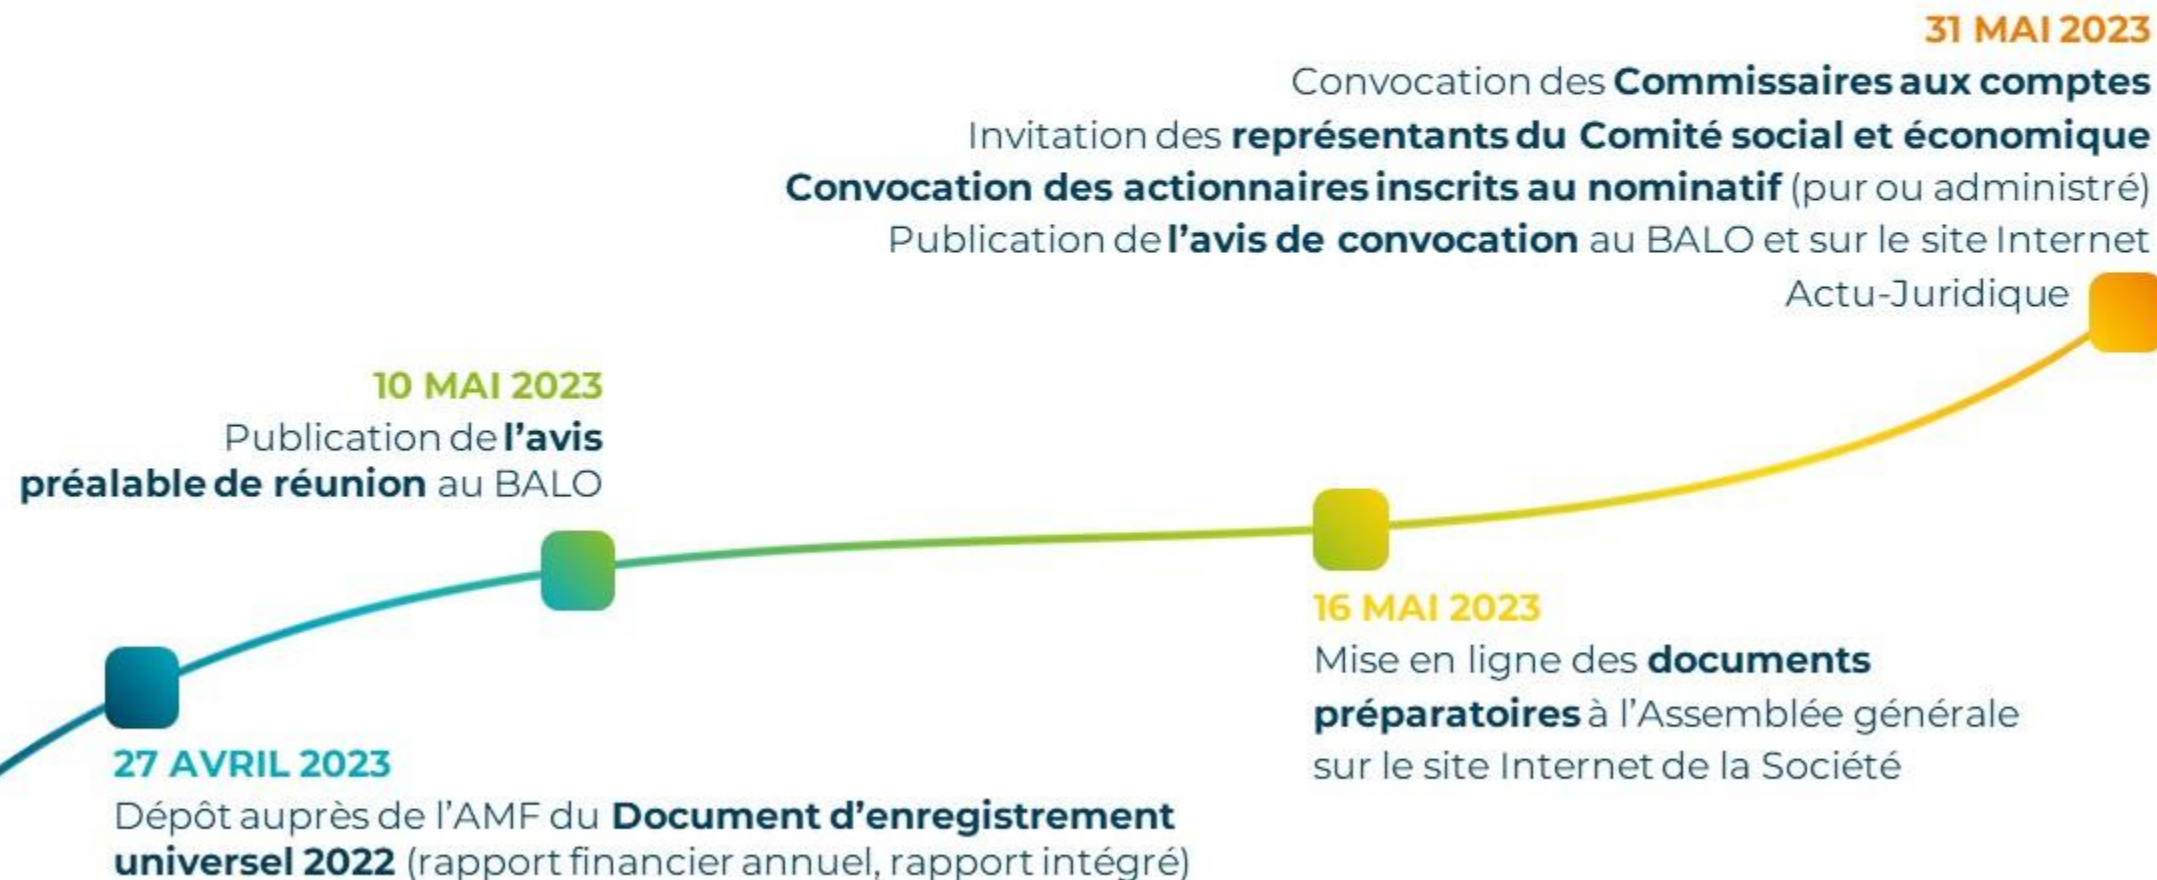 31 MAI 2023
Convocation des Commissaires aux comptes
Invitation des représentants du Comité social et économique
Convocation des actionnaires inscrits au nominatif (pur ou administré)
Publication de l’avis de convocation au BALO et sur le site Internet
Actu-Juridique
10 MAI 2023
Publication de l’avis
préalable de réunion au BALO
16 MAI 2023
Mise en ligne des documents
préparatoires à l’Assemblée générale
sur le site Internet de la Société
27 AVRIL 2023
Dépôt auprès de l’AMF du Document d’enregistrement
universel 2022 (rapport financier annuel, rapport intégré)